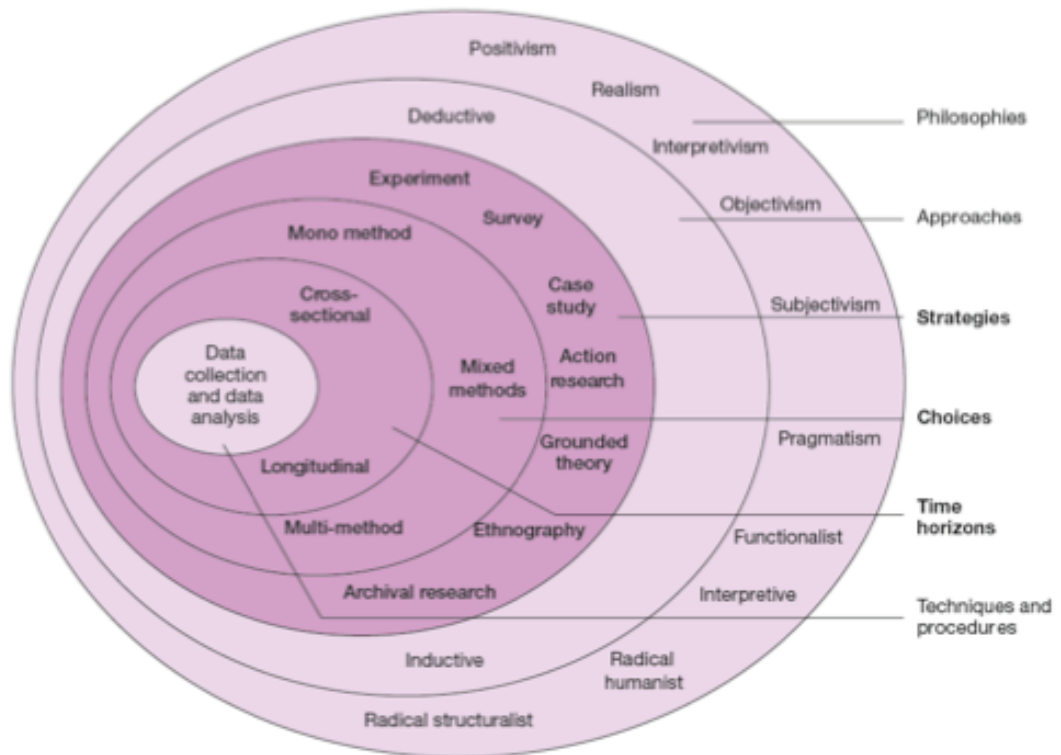 Positivism
Realism
Philosophies
Deductive
Interpretivism
Experiment
Objectivism
Approaches
Survey
Mono method
Case
study
Cross-
sectional
Subjectivism
Strategies
Data
collection
and data
analysis
Mixed
methods
Action
research
Choices
Pragmatism
Grounded
theory
Longitudinal
Time
horizons
Multi-method
Ethnography
Functionalist
Archival research
Interpretive
Techniques and
procedures
Inductive
Radical
humanist
Radical structuralist